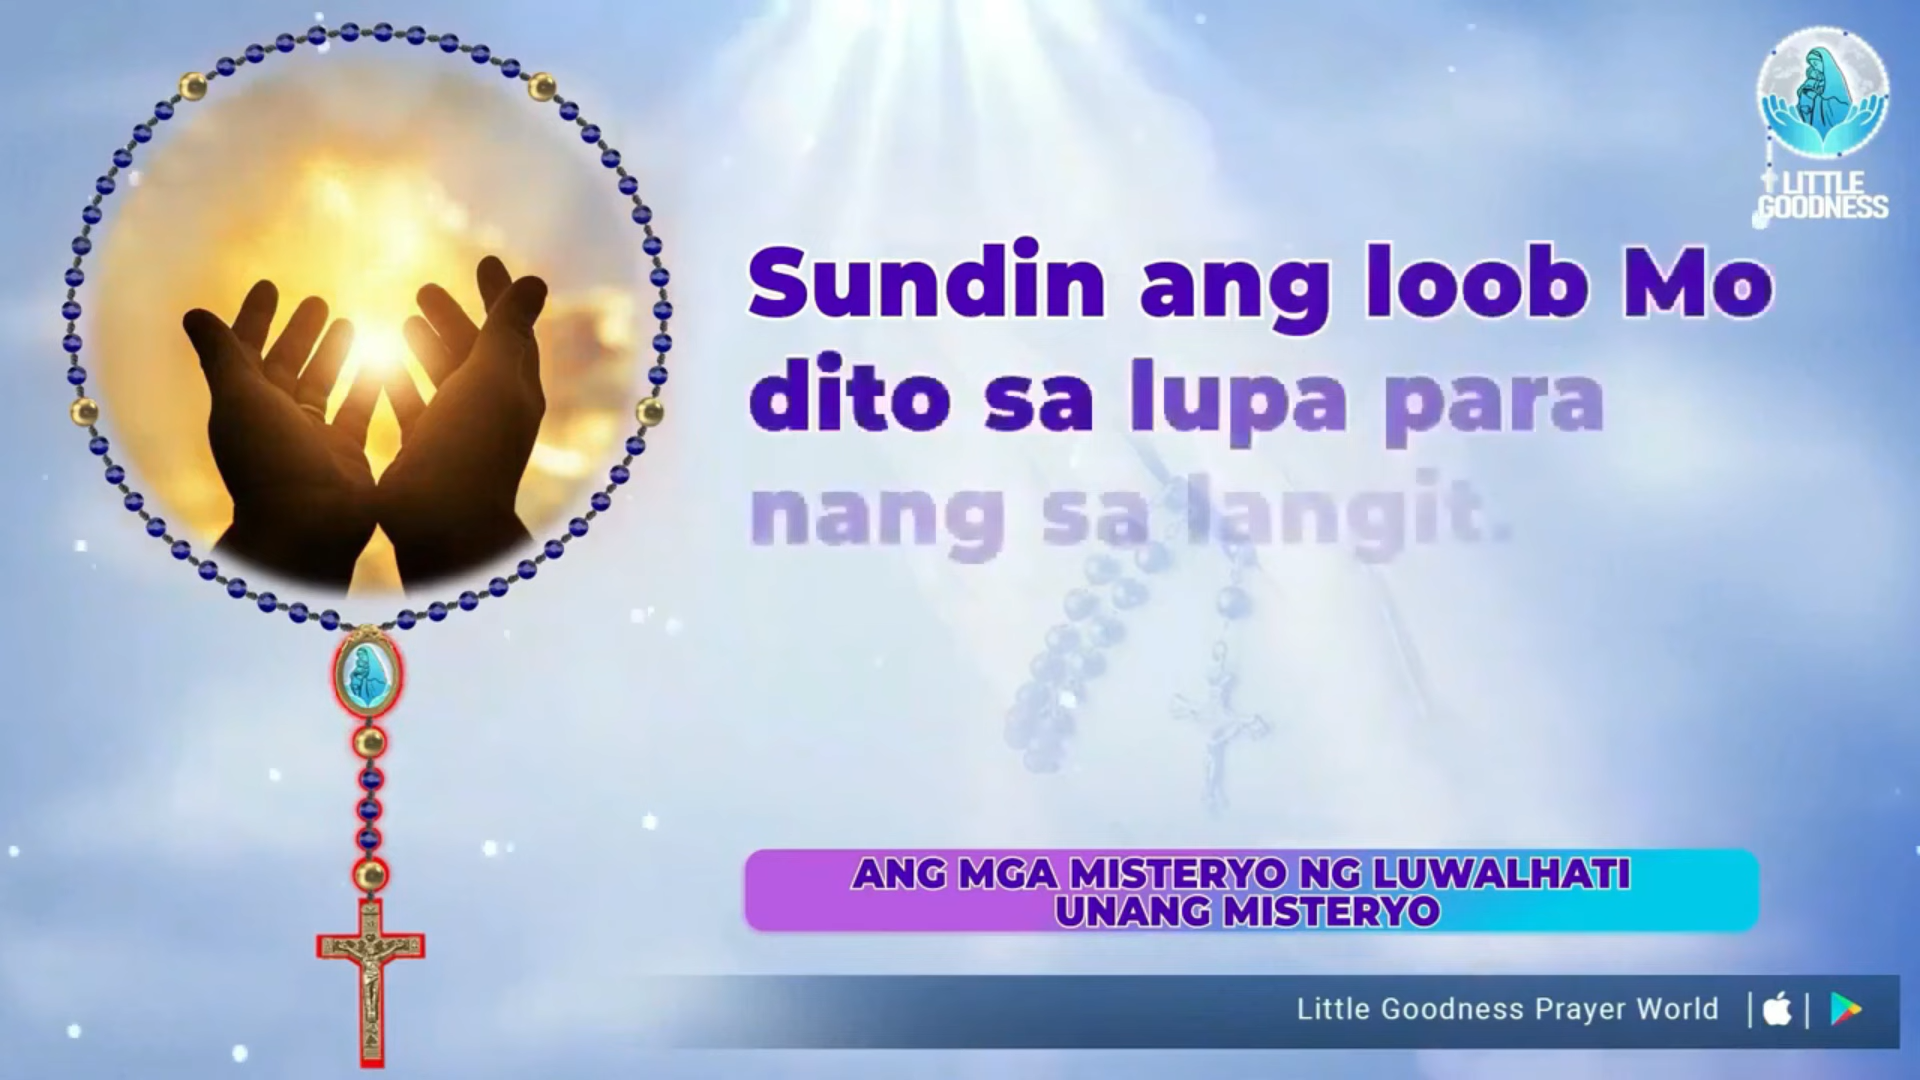 LITTLE
GOODNESS
Sundin ang loob Mo
dito sa lupa para
nang sa langit.
ANG MGA MISTERYO NG LUWALHATI
UNANG MISTERYO
Little Goodness Prayer World